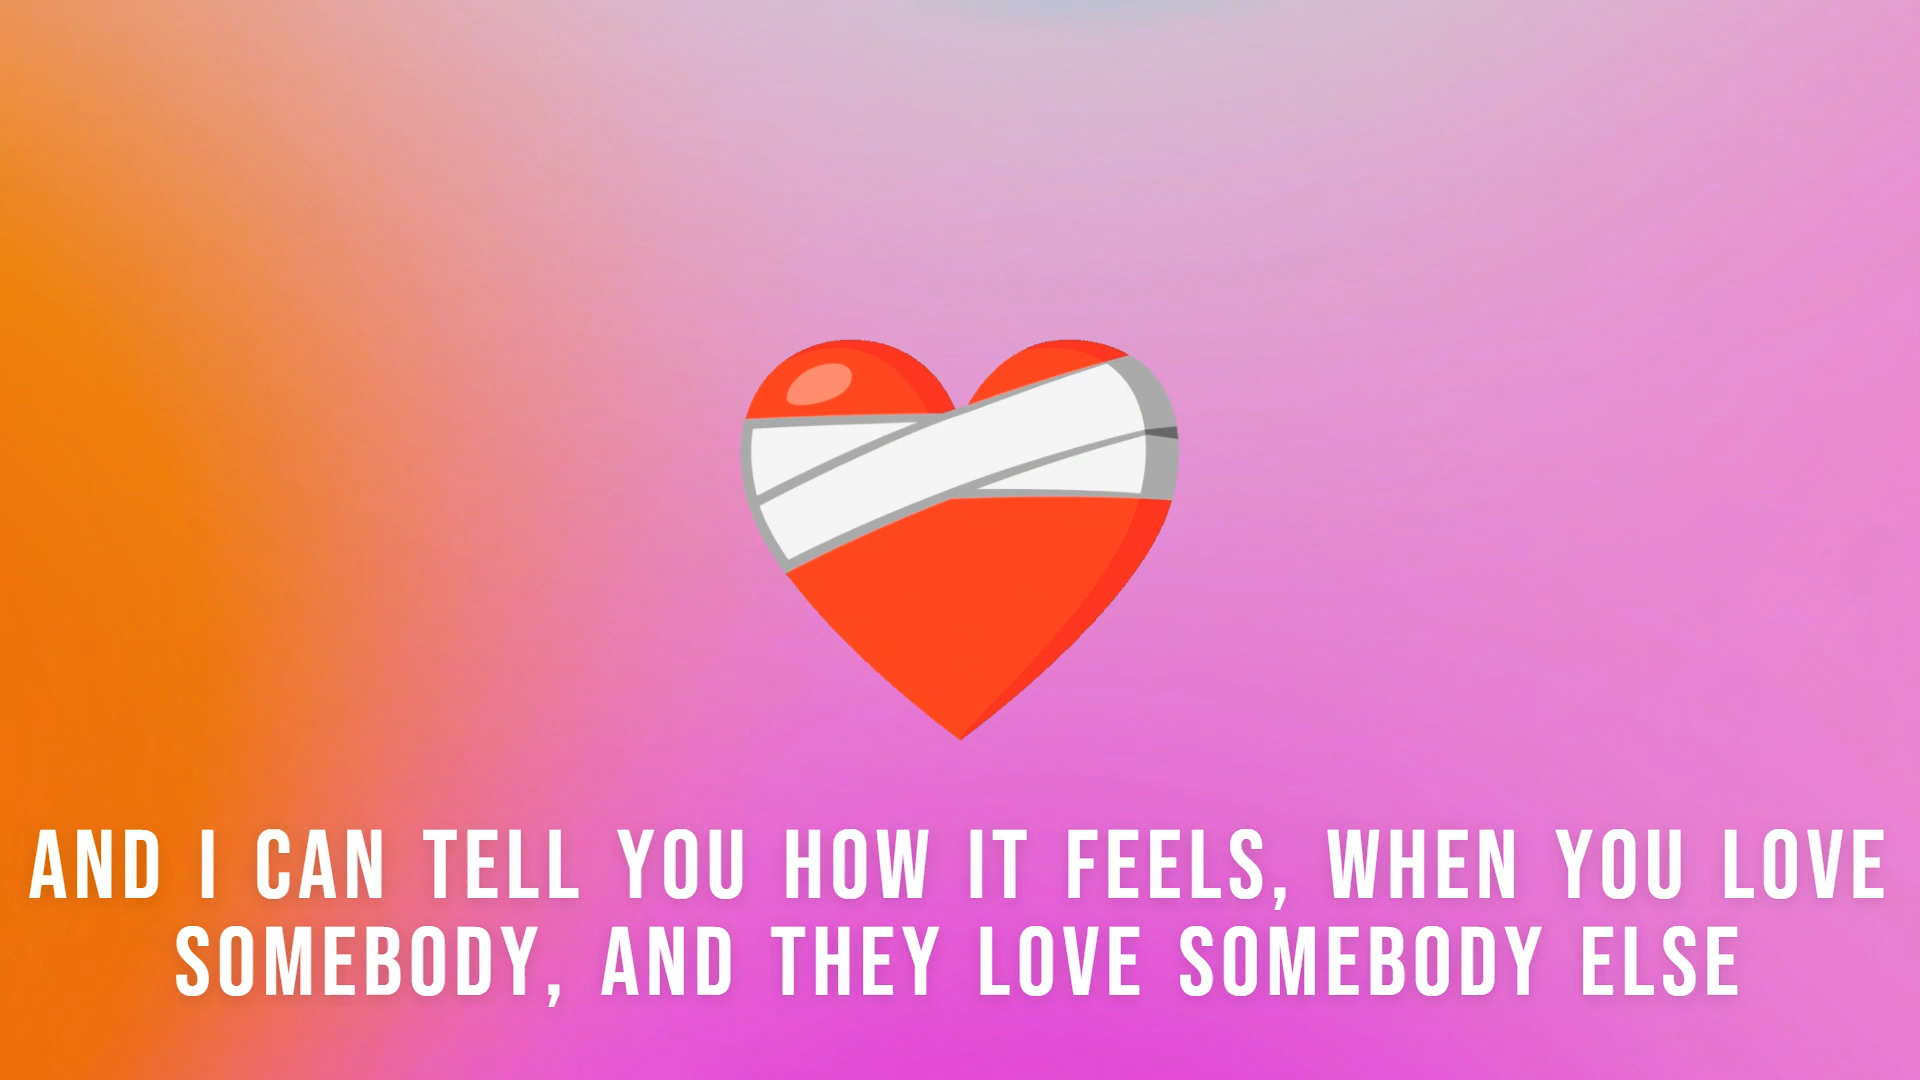 AND I CAN TELL YOU HOW IT FEELS, WHEN YOU LOVE
SOMEBODY, AND THEY LOVE SOMEBODY ELSE